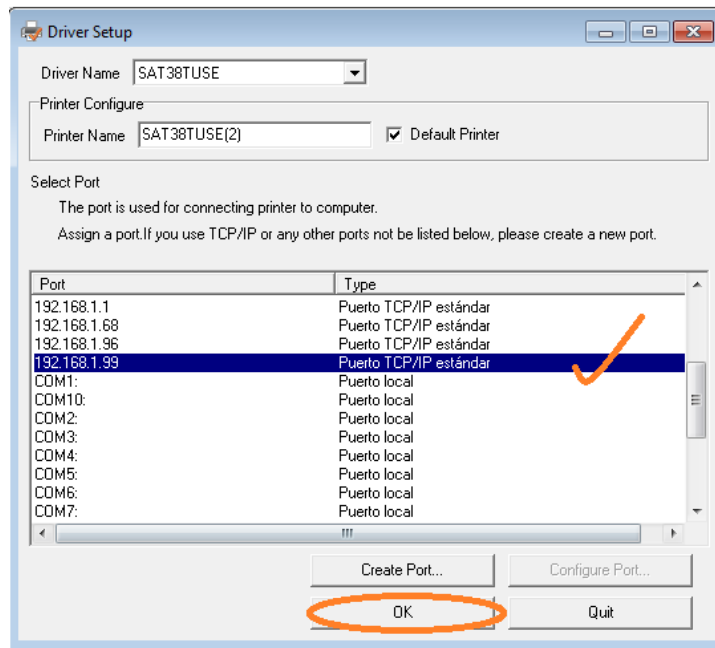 Driver Setup
Driver Name SAT38TUSE
Printer Configure
Printer Name SAT38TUSE(2) Default Printer
Select Port
The port is used for connecting printer to computer.
Assign a port.If you use TCP/IP or any other ports not be listed below, please create a new port.
Port Type
192.168.1.1 Puerto TCP/IP estándar
192.168.1.68 Puerto TCP/IP estándar
192.168.1.96 Puerto TCP/IP estándar
192.168.1.99 Puerto TCP/IP estándar
COM1: Puerto local
COM10: Puerto local
COM2: Puerto local
COM3: Puerto local
COM4: Puerto local
COM5: Puerto local
COM6: Puerto local
COM7: Puerto local
Create Port... Configure Port...
OK Quit